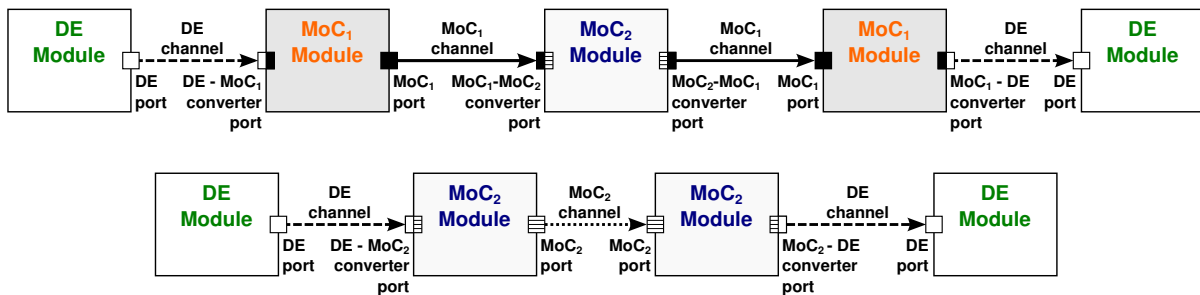 DE
Module
DE
channel
MoC1
Module
MoC1
channel
MoC2
Module
MoC1
channel
MoC1
Module
DE
channel
DE
Module
DE
port
DE - MoC1
converter
port
MoC1
port
MoC1-MoC2
converter
port
MoC2-MoC1
converter
port
MoC1
port
MoC1 - DE
converter
port
DE
port
DE
Module
DE
channel
MoC2
Module
MoC2
channel
MoC2
Module
DE
channel
DE
Module
DE
port
DE - MoC2
converter
port
MoC2
port
MoC2
port
MoC2 - DE
converter
port
DE
port